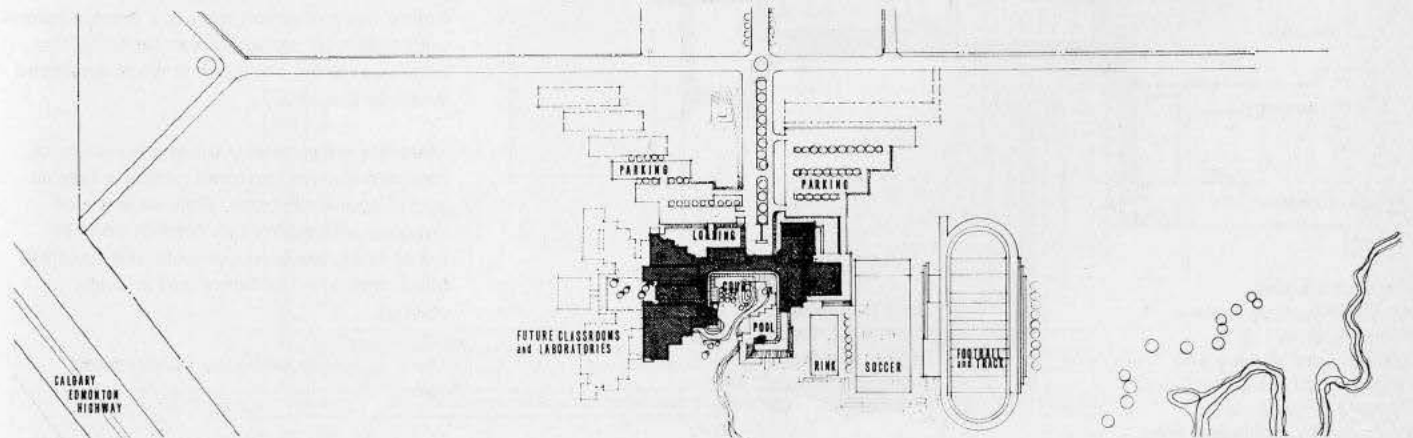 PARKING
PARKING
LOADING
COURT
POOL
FUTURE CLASSROOMS
and LABORATORIES
RINK
SOCCER
FOOTBALL
and TRACK
CALGARY
EDMONTON
HIGHWAY